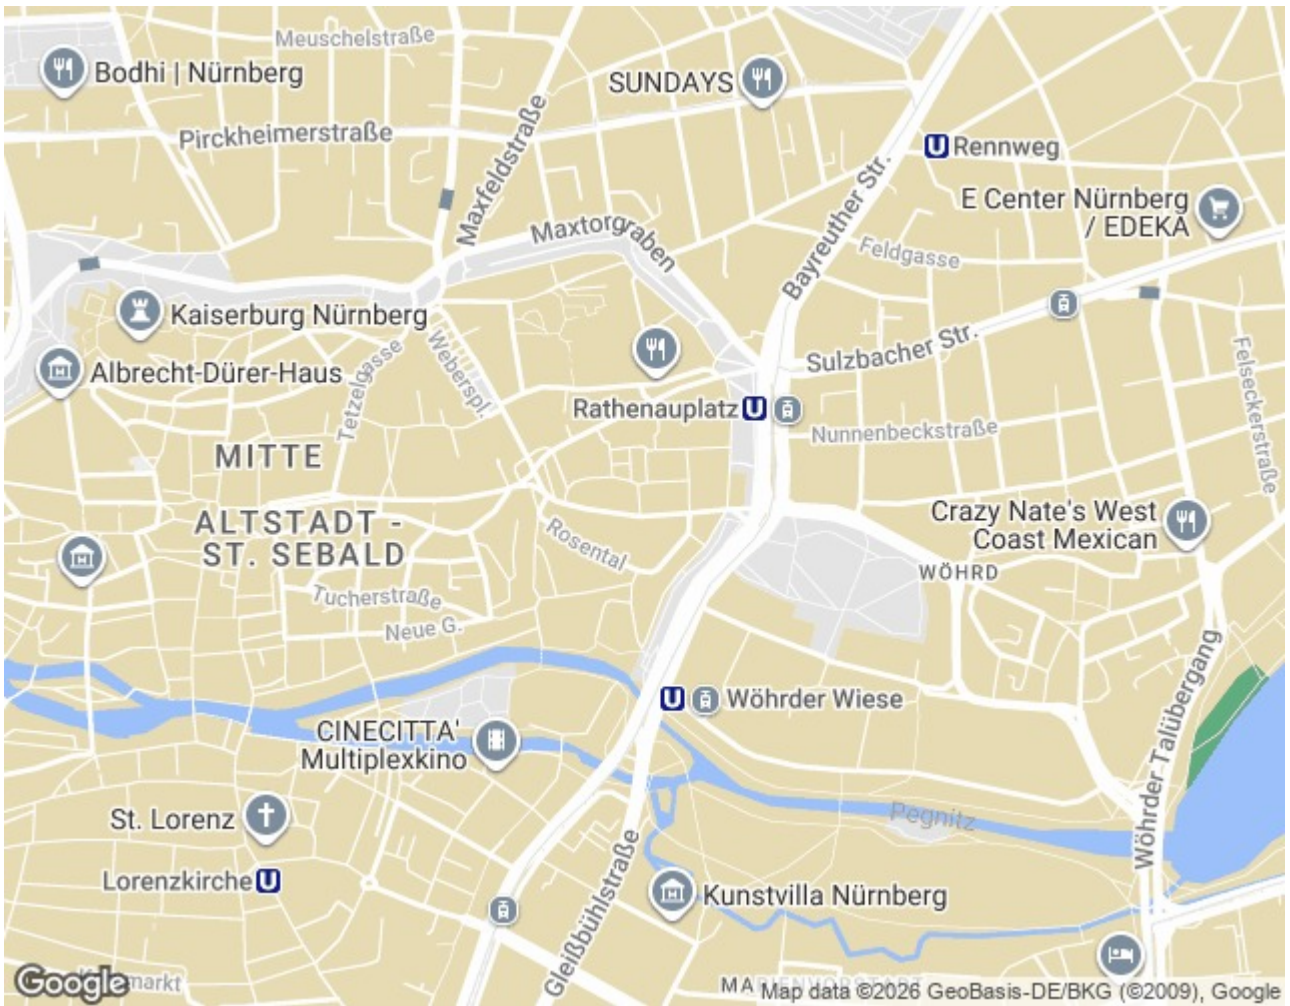 Meuschelstraße
Bodhi | Nürnberg
SUNDAYS
Pirckheimerstraße
Maxfeldstraße
Rennweg
Bayreuther Str.
E Center Nürnberg
/ EDEKA
Maxtorgraben
Feldgasse
Kaiserburg Nürnberg
Albrecht-Dürer-Haus
Tetzelgasse
Weberspl.
Sulzbacher Str.
Felseckerstraße
Rathenauplatz
Nunnenbeckstraße
MITTE
ALTSTADT -
ST. SEBALD
Crazy Nate's West
Coast Mexican
Rosental
WÖHRD
Tucherstraße
Neue G.
Wöhrder Talübergang
Wöhrder Wiese
CINECITTA'
Multiplexkino
Pegnitz
St. Lorenz
Lorenzkirche
Gleißbühlstraße
Kunstvilla Nürnberg
Google
Map data ©2026 GeoBasis-DE/BKG (©2009), Google